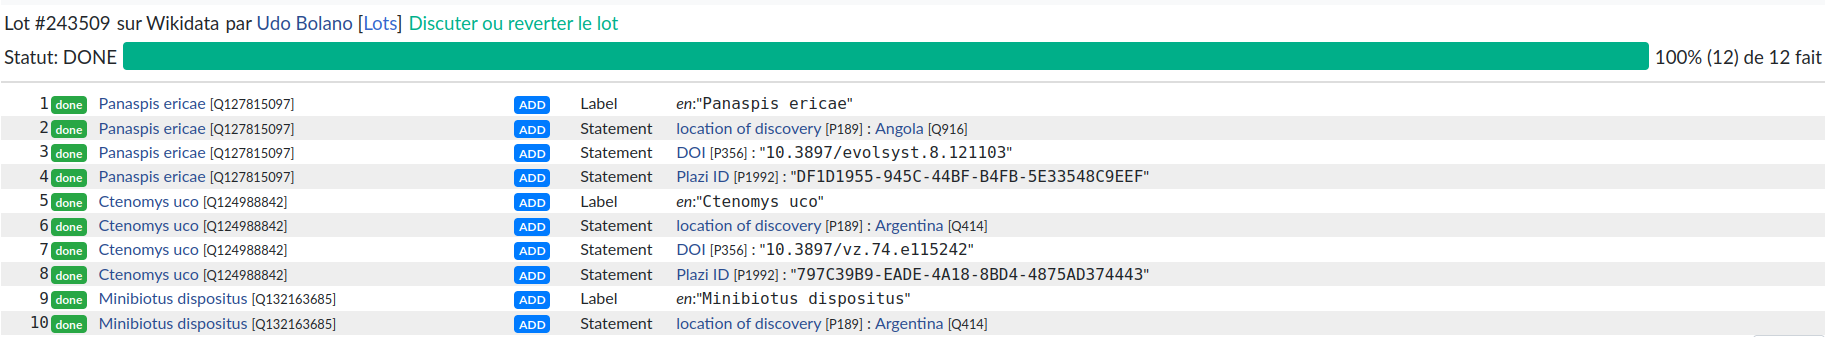 Lot #243509 sur Wikidata par Udo Bolano [Lots] Discuter ou reverter le lot
Statut: DONE 100% (12) de 12 fait
1 done Panaspis ericae [Q127815097] ADD Label en:"Panaspis ericae"
2 done Panaspis ericae [Q127815097] ADD Statement location of discovery [P189] : Angola [Q916]
3 done Panaspis ericae [Q127815097] ADD Statement DOI [P356] : "10.3897/evolsyst.8.121103"
4 done Panaspis ericae [Q127815097] ADD Statement Plazi ID [P1992] : "DF1D1955-945C-44BF-B4FB-5E33548C9EEF"
5 done Ctenomys uco [Q124988842] ADD Label en:"Ctenomys uco"
6 done Ctenomys uco [Q124988842] ADD Statement location of discovery [P189] : Argentina [Q414]
7 done Ctenomys uco [Q124988842] ADD Statement DOI [P356] : "10.3897/vz.74.e115242"
8 done Ctenomys uco [Q124988842] ADD Statement Plazi ID [P1992] : "797C39B9-EADE-4A18-8BD4-4875AD374443"
9 done Minibiotus dispositus [Q132163685] ADD Label en:"Minibiotus dispositus"
10 done Minibiotus dispositus [Q132163685] ADD Statement location of discovery [P189] : Argentina [Q414]